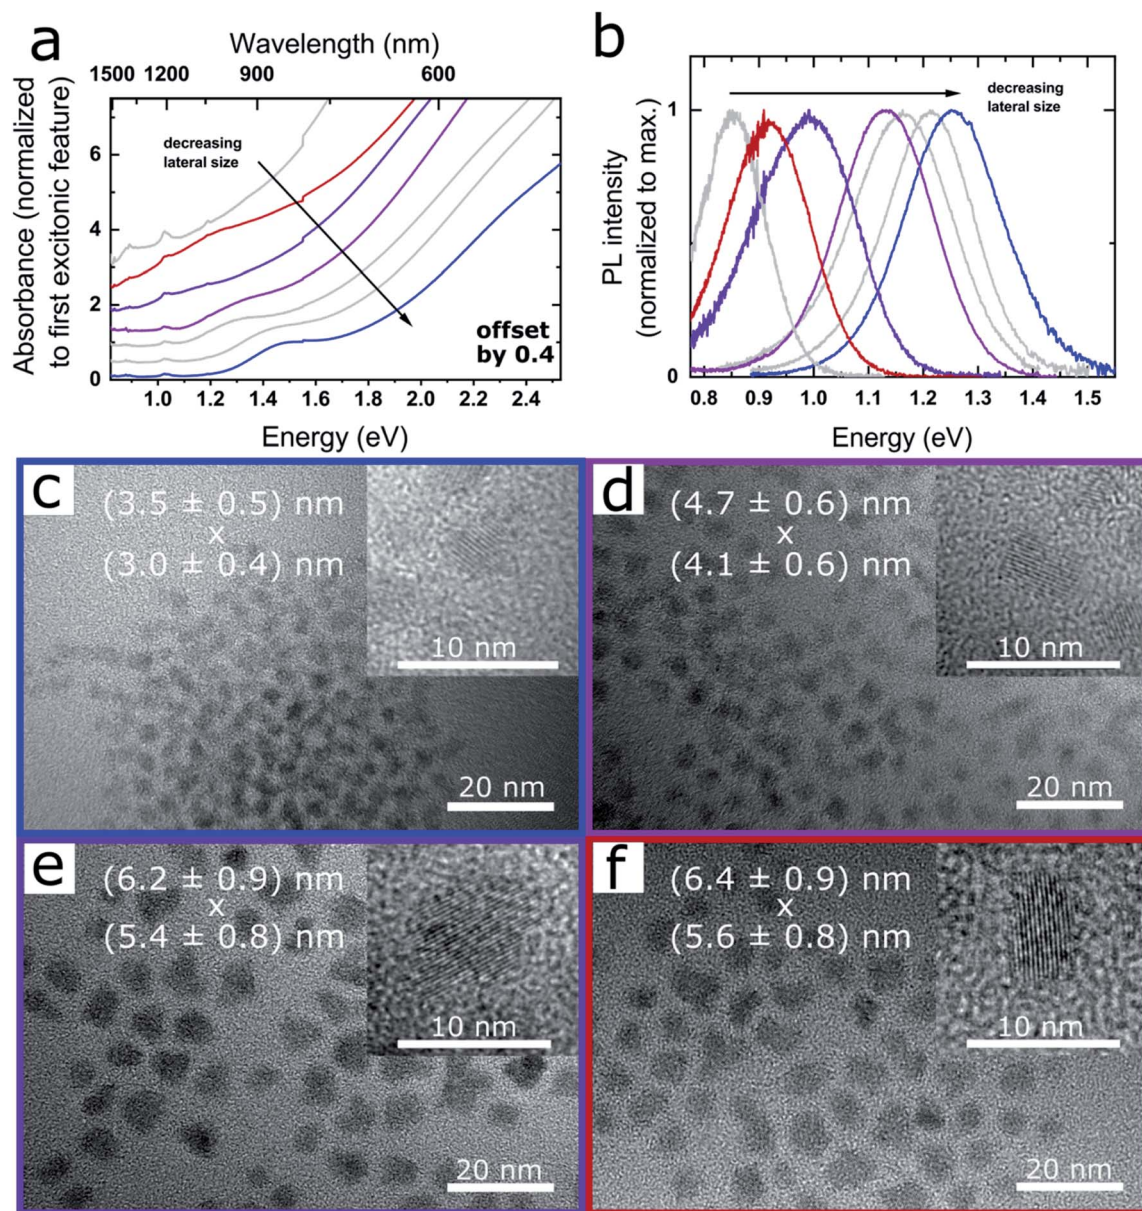 a
Wavelength (nm)
1500 1200 900 600
Absorbance (normalized
to first excitonic feature)
6
4
2
0
decreasing
lateral size
offset
by 0.4
1.0 1.2 1.4 1.6 1.8 2.0 2.2 2.4
Energy (eV)
b
PL intensity
(normalized to max.)
1
0
decreasing
lateral size
0.8 0.9 1.0 1.1 1.2 1.3 1.4 1.5
Energy (eV)
c
(3.5 ± 0.5) nm
x
(3.0 ± 0.4) nm
10 nm
20 nm
d
(4.7 ± 0.6) nm
x
(4.1 ± 0.6) nm
10 nm
20 nm
e
(6.2 ± 0.9) nm
x
(5.4 ± 0.8) nm
10 nm
20 nm
f
(6.4 ± 0.9) nm
x
(5.6 ± 0.8) nm
10 nm
20 nm